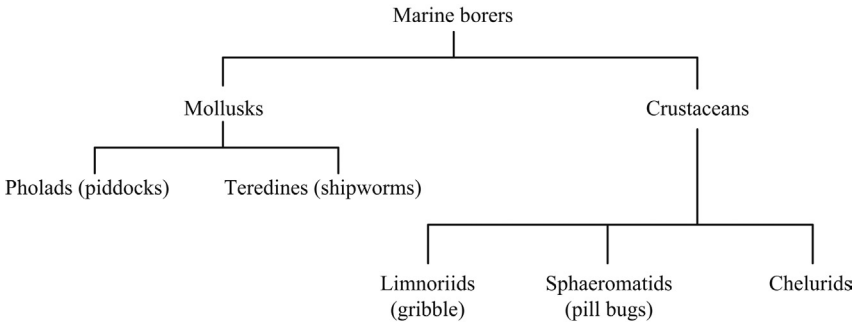 Marine borers
Mollusks
Crustaceans
Pholads (piddocks)
Teredines (shipworms)
Limnoriids
(gribble)
Sphaeromatids
(pill bugs)
Chelurids